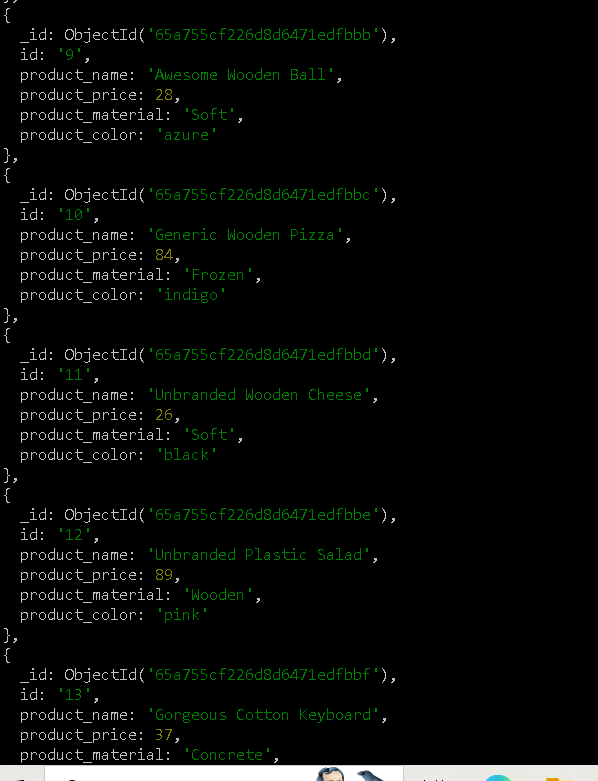 },
{
_id: ObjectId('65a755cf226d8d6471edfbbb'),
id: '9',
product_name: 'Awesome Wooden Ball',
product_price: 28,
product_material: 'Soft',
product_color: 'azure'
},
{
_id: ObjectId('65a755cf226d8d6471edfbbc'),
id: '10',
product_name: 'Generic Wooden Pizza',
product_price: 84,
product_material: 'Frozen',
product_color: 'indigo'
},
{
_id: ObjectId('65a755cf226d8d6471edfbbd'),
id: '11',
product_name: 'Unbranded Wooden Cheese',
product_price: 26,
product_material: 'Soft',
product_color: 'black'
},
{
_id: ObjectId('65a755cf226d8d6471edfbbe'),
id: '12',
product_name: 'Unbranded Plastic Salad',
product_price: 89,
product_material: 'Wooden',
product_color: 'pink'
},
{
_id: ObjectId('65a755cf226d8d6471edfbbf'),
id: '13',
product_name: 'Gorgeous Cotton Keyboard',
product_price: 37,
product_material: 'Concrete',